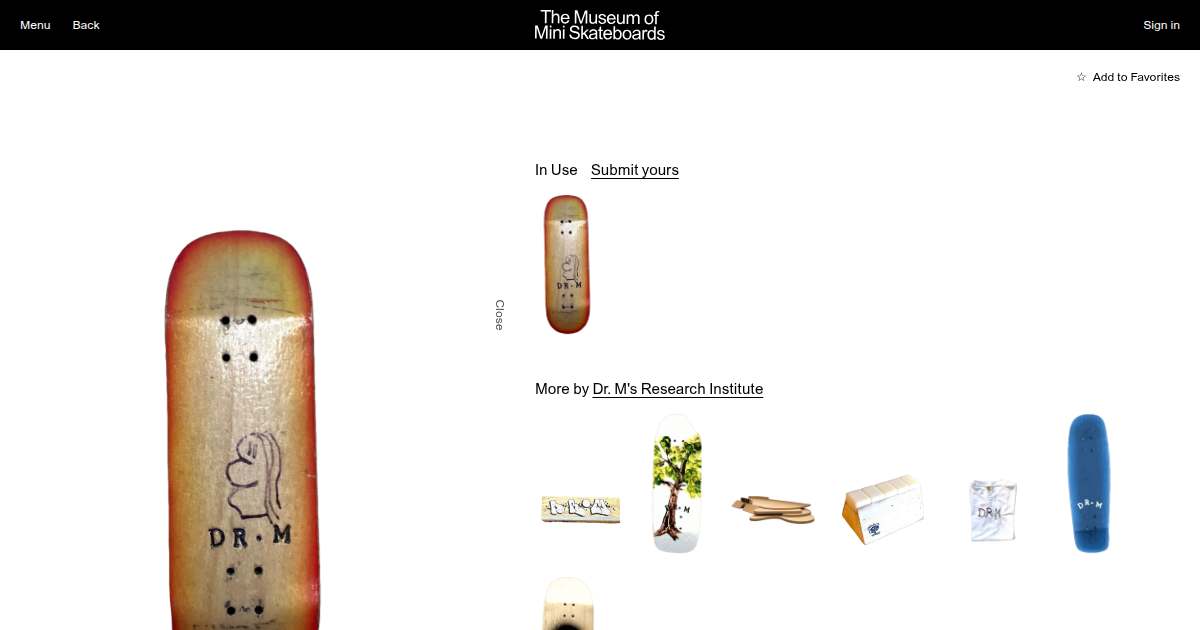 Menu
Back
The Museum of
Mini Skateboards
Sign in
☆ Add to Favorites
In Use
Submit yours
DR·M
Close
DR·M
More by Dr. M's Research Institute
DR·M
DR·M